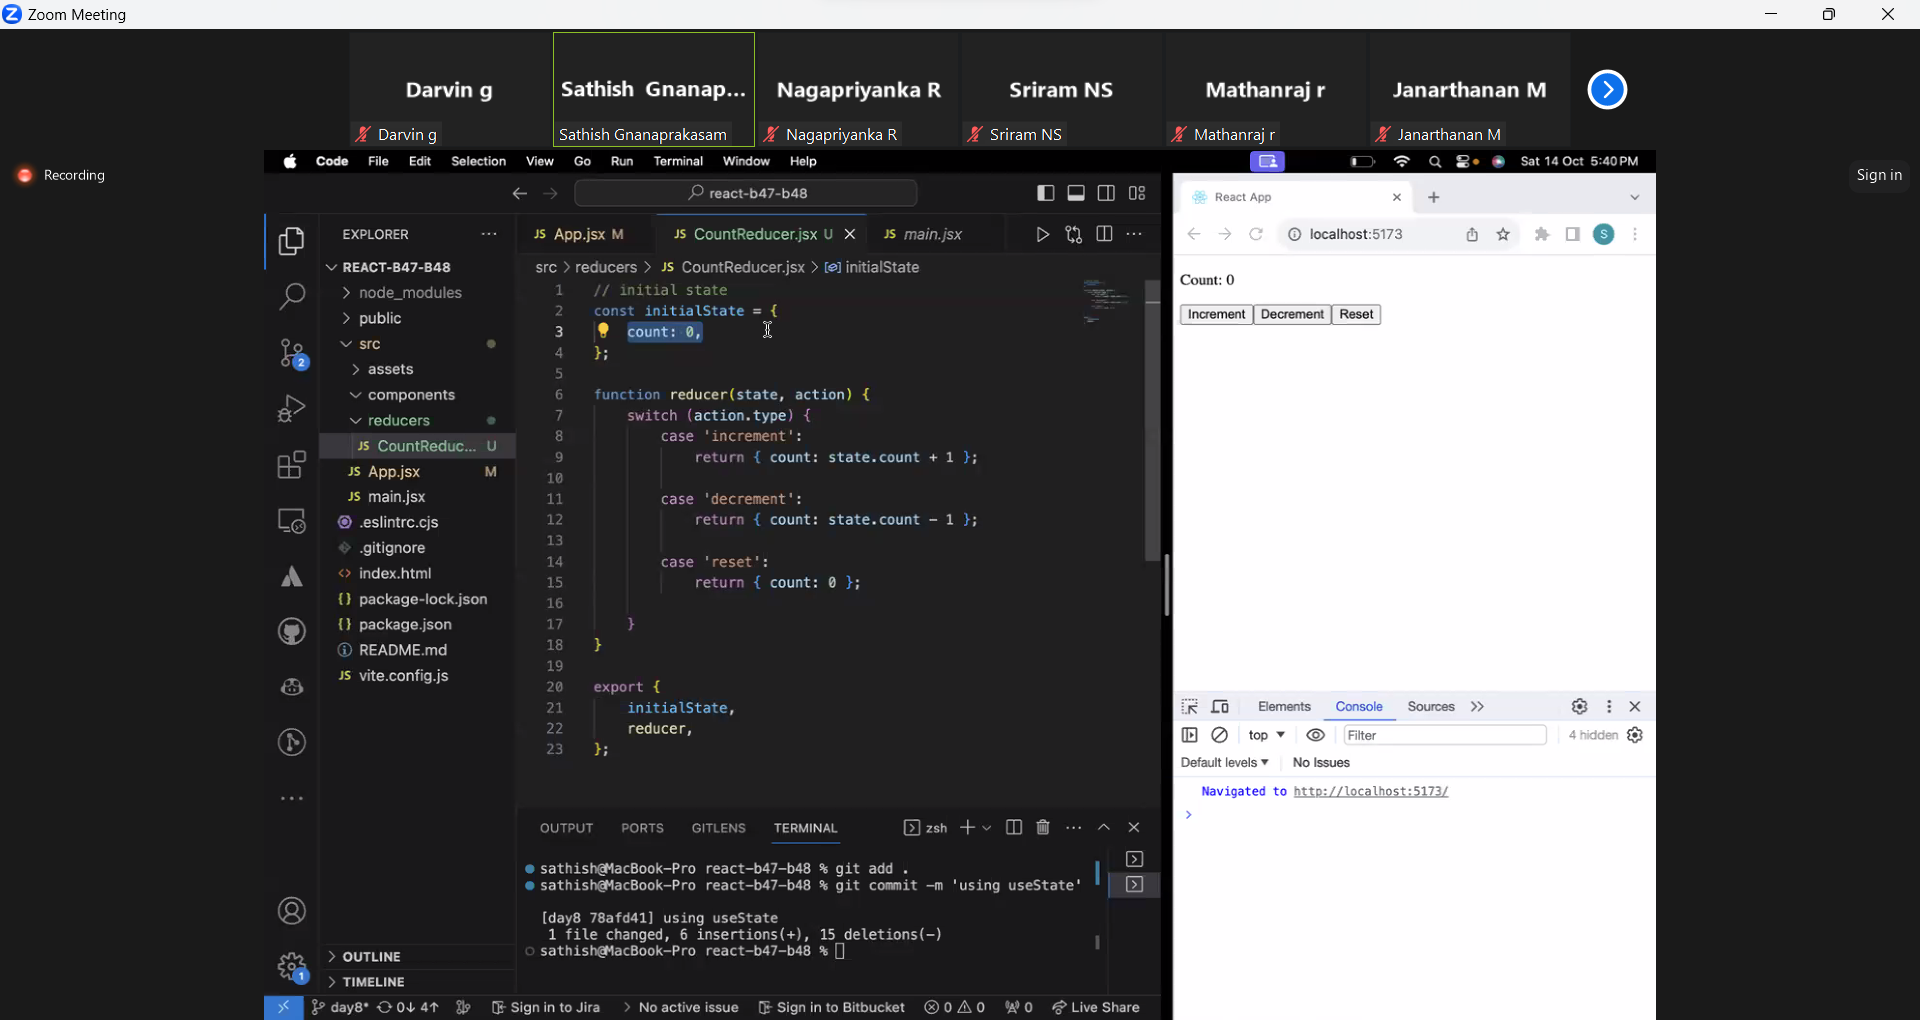 Zoom Meeting
Darvin g
Sathish Gnanap...
Nagapriyanka R
Sriram NS
Mathanraj r
Janarthanan M
Darvin g
Sathish Gnanaprakasam
Nagapriyanka R
Sriram NS
Mathanraj r
Janarthanan M
Recording
Sign in
Code File Edit Selection View Go Run Terminal Window Help
Sat 14 Oct 5:40 PM
react-b47-b48
EXPLORER
REACT-B47-B48
node_modules
public
src
assets
components
reducers
JS CountReduc... U
JS App.jsx M
JS main.jsx
.eslintrc.cjs
.gitignore
<> index.html
{} package-lock.json
{} package.json
README.md
JS vite.config.js
OUTLINE
TIMELINE
2
1
JS App.jsx M
JS CountReducer.jsx U
JS main.jsx
src > reducers > JS CountReducer.jsx > initialState
1 // initial state
2 const initialState = {
3 count: 0,
4 };
5
6 function reducer(state, action) {
7 switch (action.type) {
8 case 'increment':
9 return { count: state.count + 1 };
10
11 case 'decrement':
12 return { count: state.count - 1 };
13
14 case 'reset':
15 return { count: 0 };
16
17 }
18 }
19
20 export {
21 initialState,
22 reducer,
23 };
OUTPUT PORTS GITLENS TERMINAL
zsh
sathish@MacBook-Pro react-b47-b48 % git add .
sathish@MacBook-Pro react-b47-b48 % git commit -m 'using useState'
[day8 78afd41] using useState
1 file changed, 6 insertions(+), 15 deletions(-)
sathish@MacBook-Pro react-b47-b48 %
day8* 0↓ 4↑ Sign in to Jira > No active issue Sign in to Bitbucket 0 0 0 Live Share
React App
localhost:5173
S
Count: 0
Increment Decrement Reset
Elements Console Sources
top Filter 4 hidden
Default levels No Issues
Navigated to http://localhost:5173/